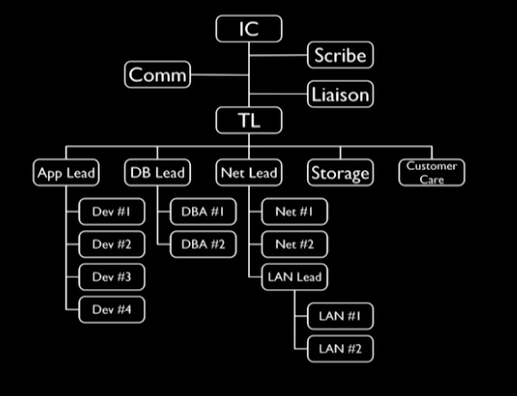 IC
Scribe
Comm
Liaison
TL
App Lead
DB Lead
Net Lead
Storage
Customer
Care
Dev #1
DBA #1
Net #1
Dev #2
DBA #2
Net #2
Dev #3
LAN Lead
Dev #4
LAN #1
LAN #2